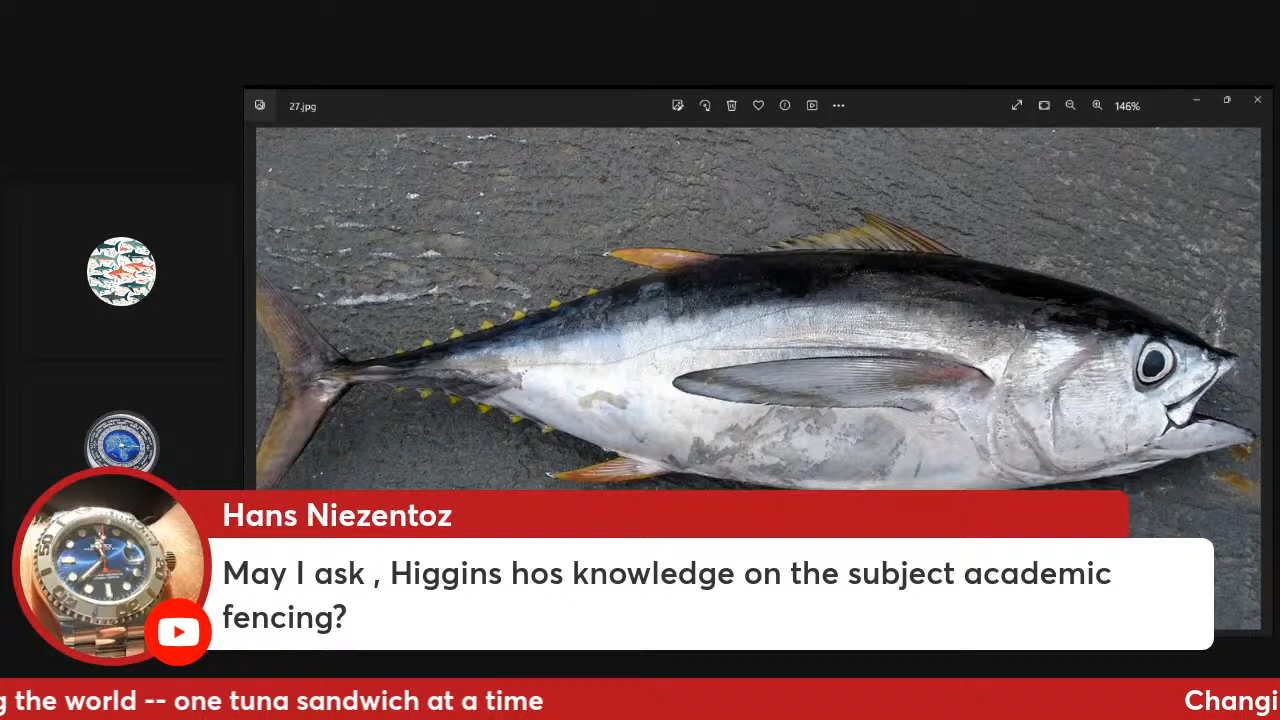 27.jpg
146%
Hans Niezentoz
May I ask , Higgins hos knowledge on the subject academic
fencing?
g the world -- one tuna sandwich at a time
Changi